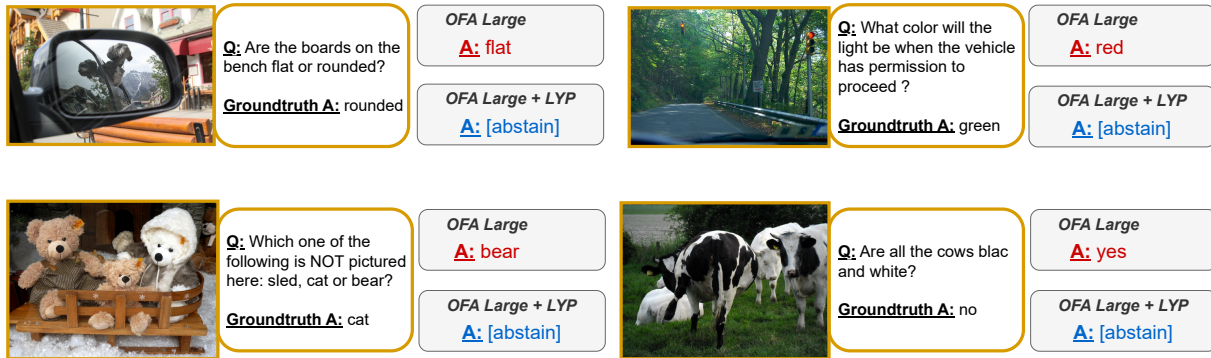 Q: Are the boards on the
bench flat or rounded?
Groundtruth A: rounded
OFA Large
A: flat
OFA Large + LYP
A: [abstain]
Q: What color will the
light be when the vehicle
has permission to
proceed ?
Groundtruth A: green
OFA Large
A: red
OFA Large + LYP
A: [abstain]
Q: Which one of the
following is NOT pictured
here: sled, cat or bear?
Groundtruth A: cat
OFA Large
A: bear
OFA Large + LYP
A: [abstain]
Q: Are all the cows blac
and white?
Groundtruth A: no
OFA Large
A: yes
OFA Large + LYP
A: [abstain]